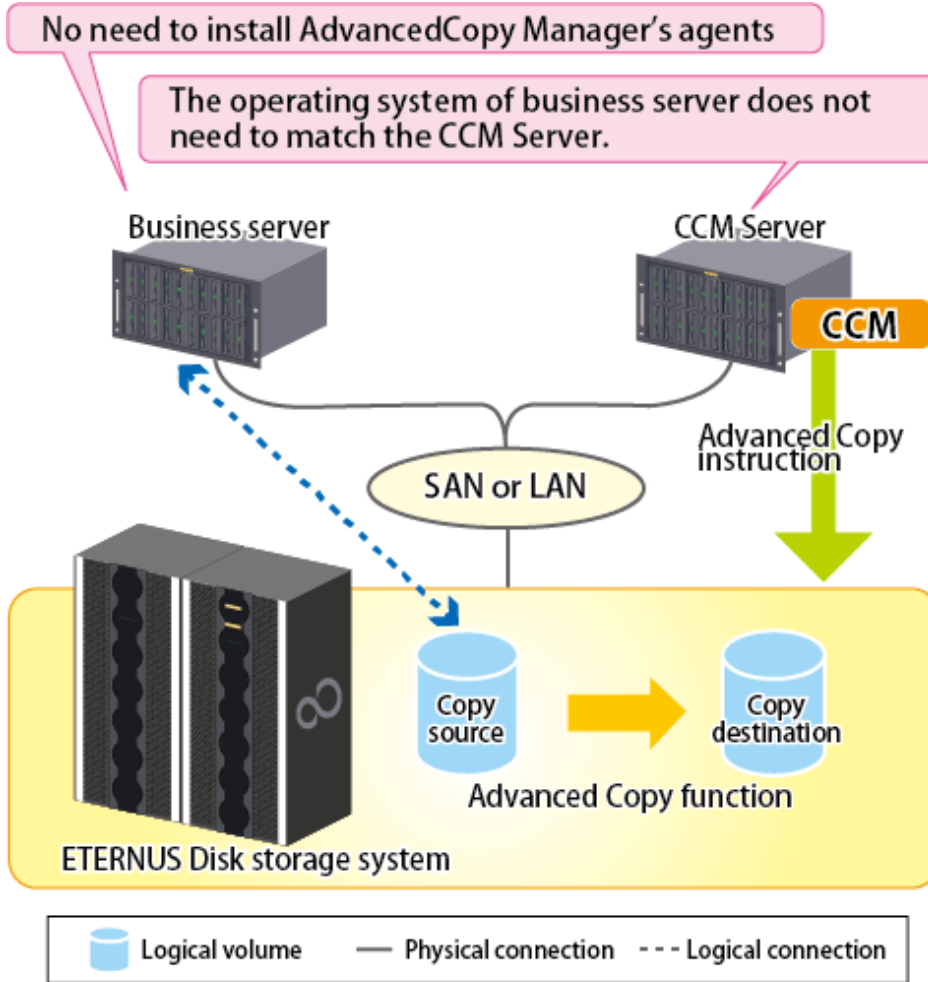 No need to install AdvancedCopy Manager's agents
The operating system of business server does not
need to match the CCM Server.
Business server
CCM Server
CCM
Advanced Copy
instruction
SAN or LAN
Copy
source
Copy
destination
Advanced Copy function
ETERNUS Disk storage system
Logical volume
Physical connection
Logical connection